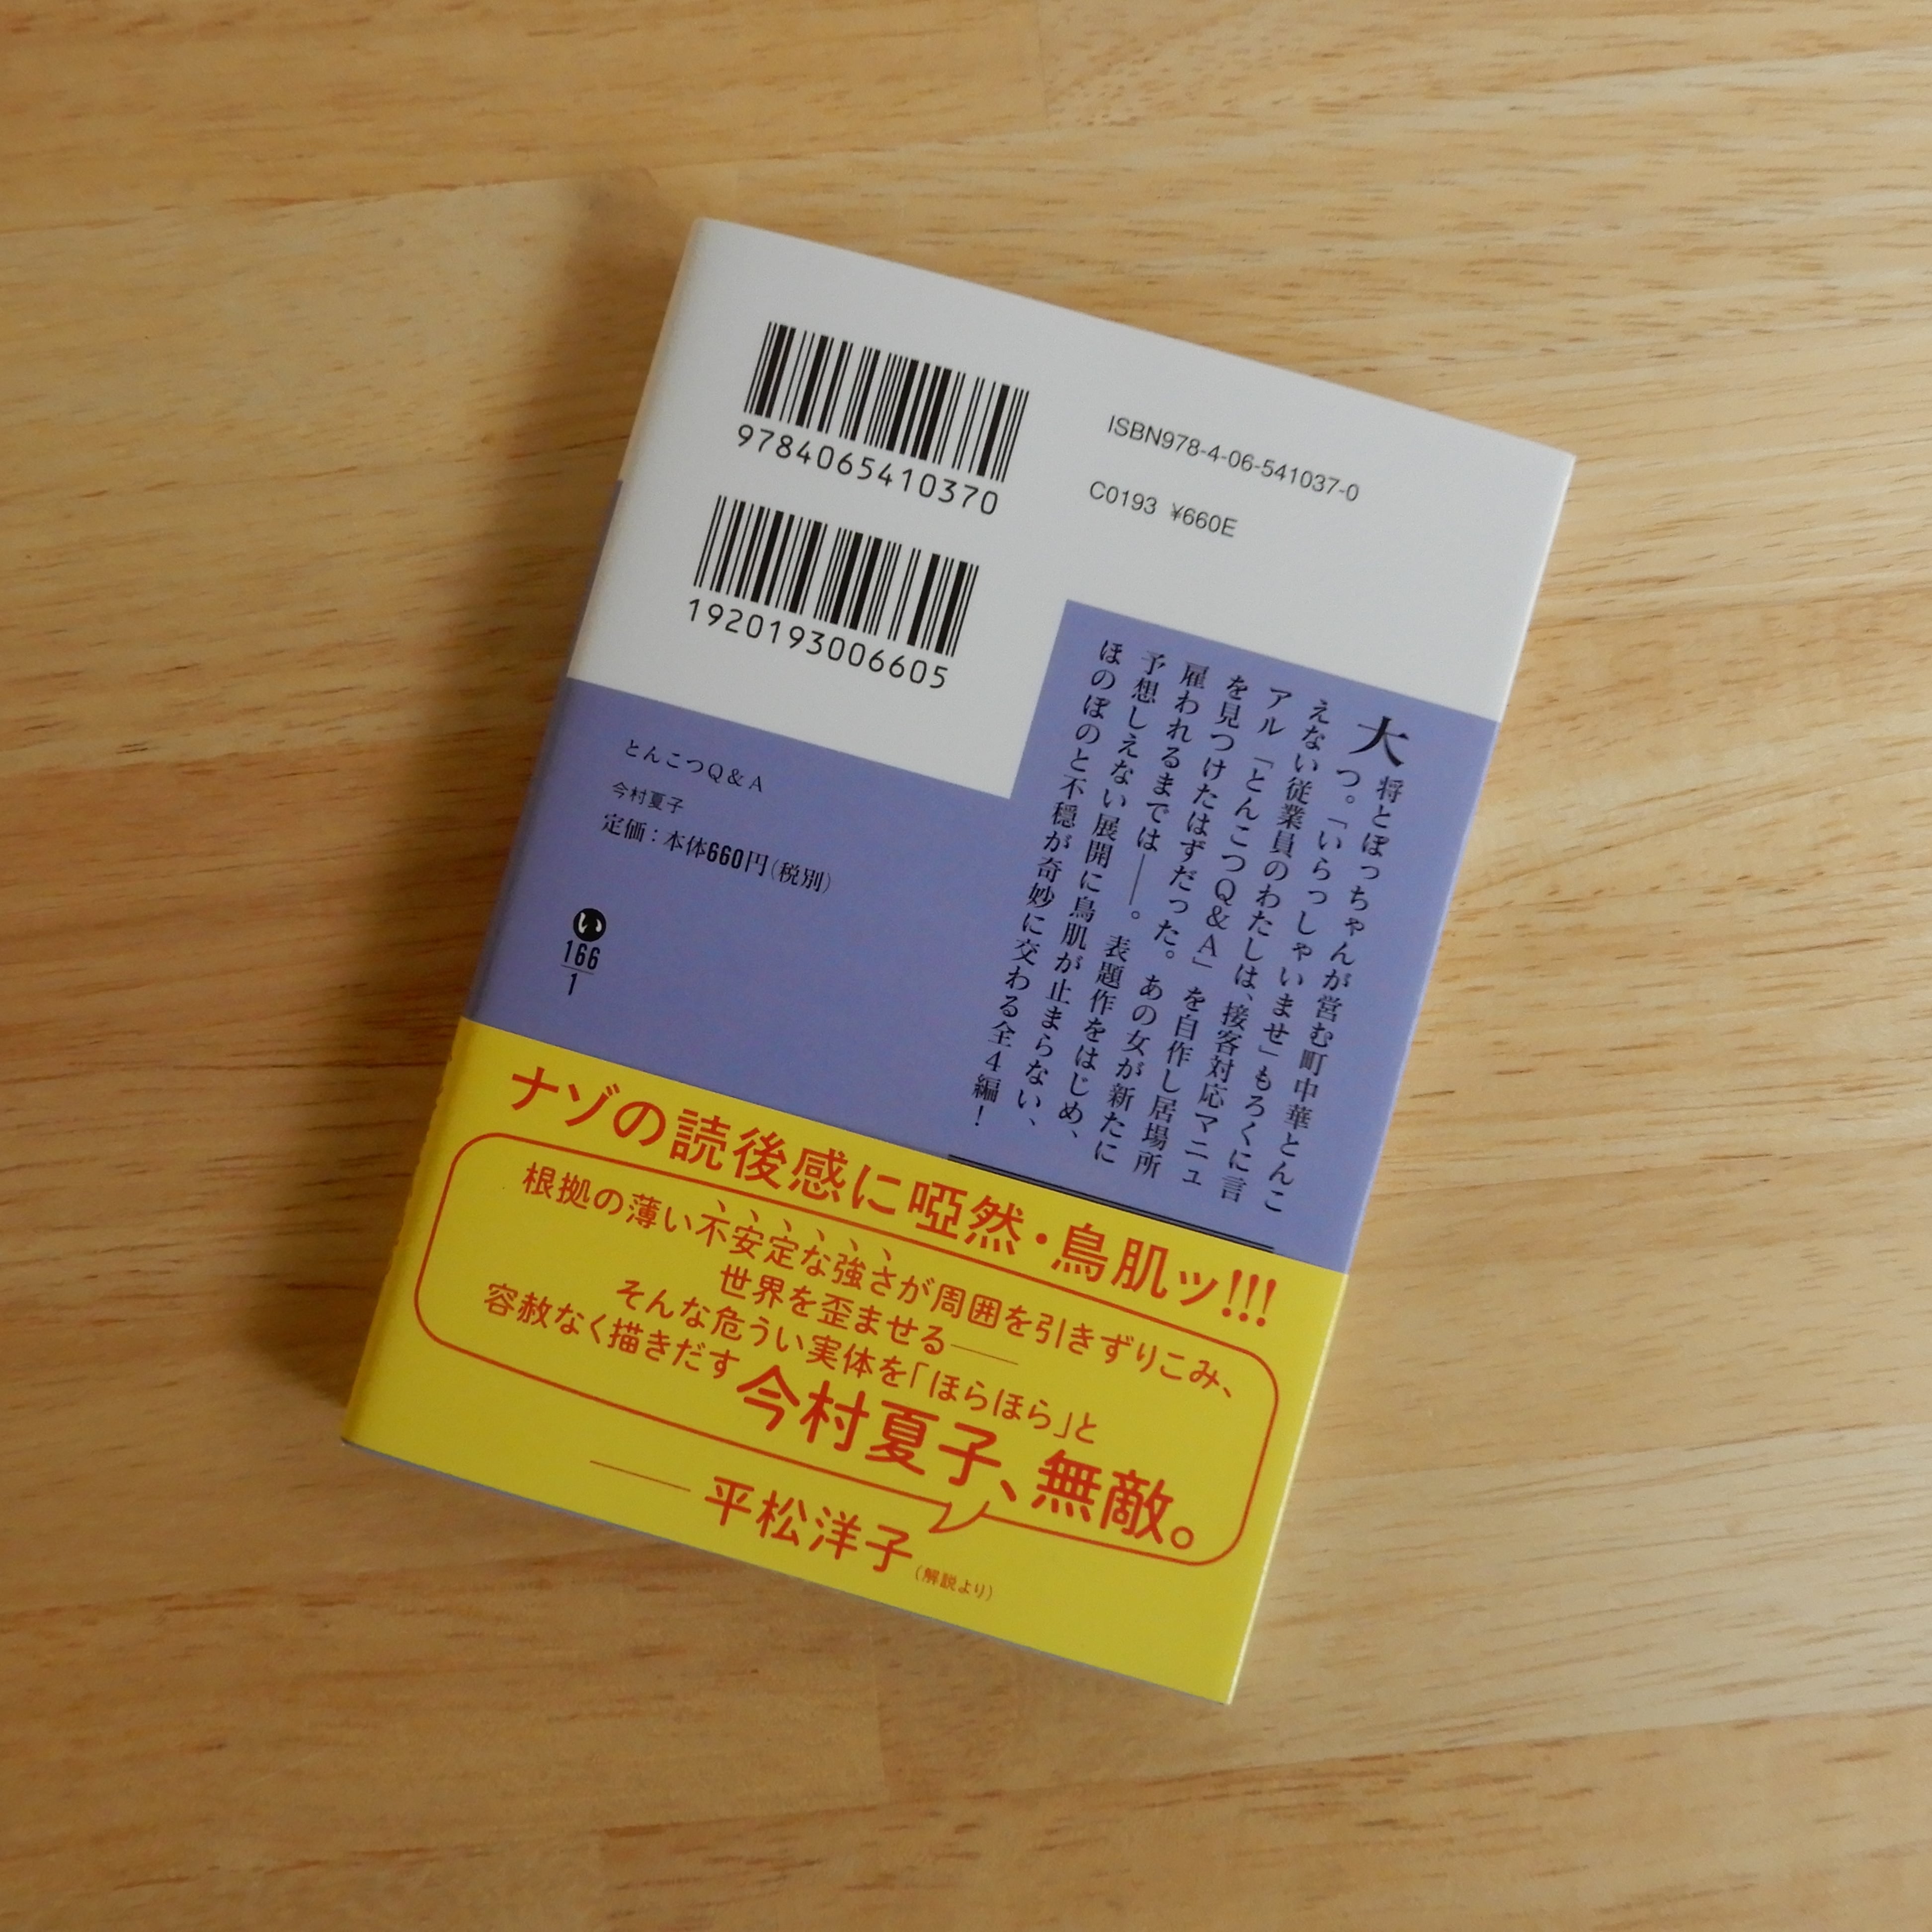 9784065410370
1920193006605
ISBN978-4-06-541037-0
C0193 ¥660E
大将とぼっちゃんが営む町中華とんこ
つ。「いらっしゃいませ」もろくに言
えない従業員のわたしは、接客対応マニュ
アル「とんこつQ&A」を自作し居場所
を見つけたはずだった。あの女が新たに
雇われるまでは――。表題作をはじめ、
予想しえない展開に鳥肌が止まらない、
ほのぼのと不穏が奇妙に交わる全4編!
とんこつQ&A
今村夏子
定価:本体660円(税別)
い
166
1
ナゾの読後感に啞然・鳥肌ッ!!!
根拠の薄い不安定な強さが周囲を引きずりこみ、
世界を歪ませる――
そんな危うい実体を「ほらほら」と
容赦なく描きだす今村夏子、無敵。
――平松洋子(解説より)